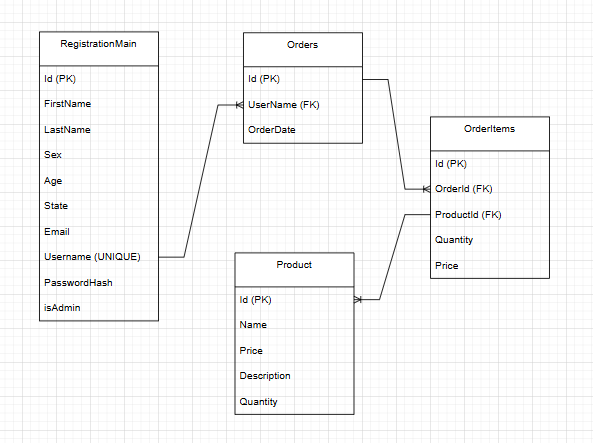 RegistrationMain
Id (PK)
FirstName
LastName
Sex
Age
State
Email
Username (UNIQUE)
PasswordHash
isAdmin
Orders
Id (PK)
UserName (FK)
OrderDate
OrderItems
Id (PK)
OrderId (FK)
ProductId (FK)
Quantity
Price
Product
Id (PK)
Name
Price
Description
Quantity